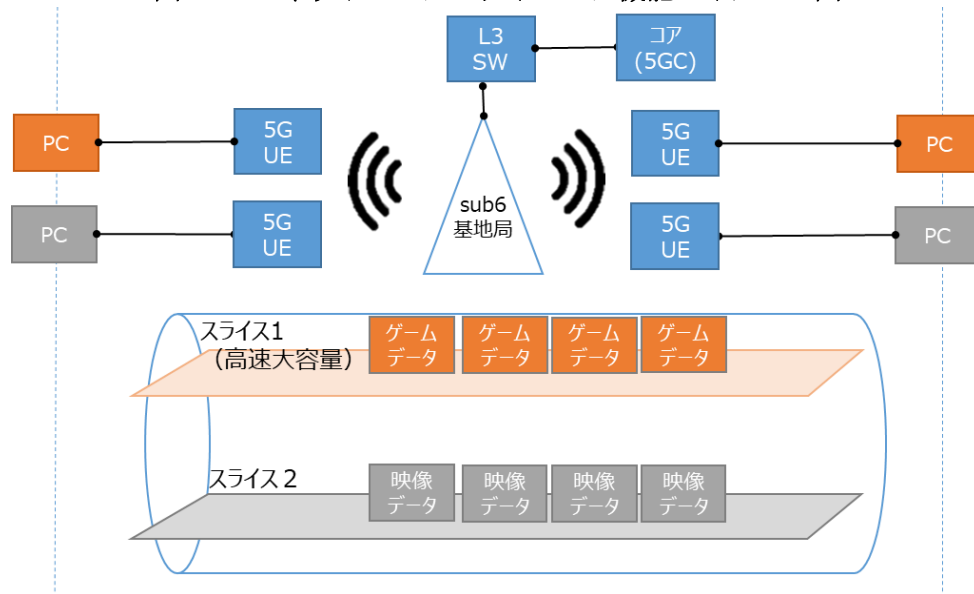 L3
SW
コア
(5GC)
PC
5G
UE
5G
UE
PC
sub6
基地局
PC
5G
UE
5G
UE
PC
スライス1
（高速大容量）
ゲーム
データ
ゲーム
データ
ゲーム
データ
ゲーム
データ
スライス２
映像
データ
映像
データ
映像
データ
映像
データ